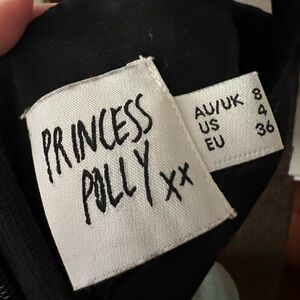 PRINCESS
POLLY xx
AU/UK 8
US 4
EU 36